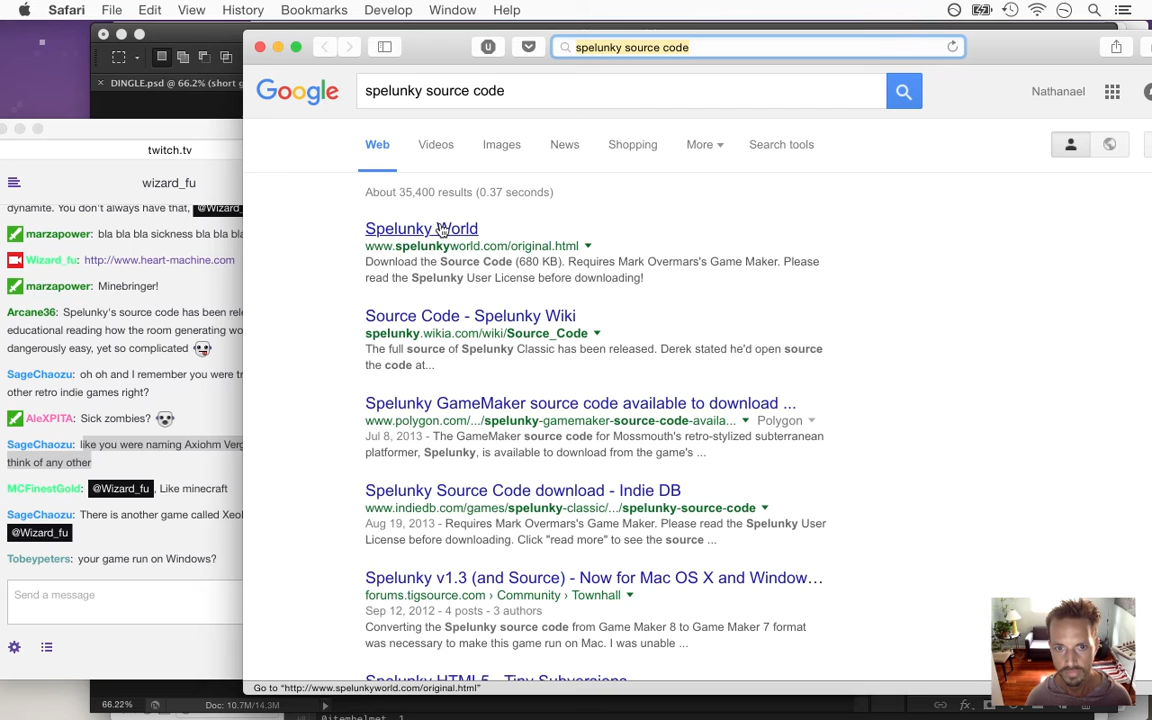 Safari File Edit View History Bookmarks Develop Window Help
spelunky source code
DINGLE.psd @ 66.2% (short g
Google spelunky source code Nathanael
twitch.tv
wizard_fu
Web Videos Images News Shopping More Search tools
About 35,400 results (0.37 seconds)
Spelunky World
www.spelunkyworld.com/original.html
Download the Source Code (680 KB). Requires Mark Overmars's Game Maker. Please
read the Spelunky User License before downloading!
Source Code - Spelunky Wiki
spelunky.wikia.com/wiki/Source_Code
The full source of Spelunky Classic has been released. Derek stated he'd open source
the code at...
Spelunky GameMaker source code available to download ...
www.polygon.com/.../spelunky-gamemaker-source-code-availa... Polygon
Jul 8, 2013 - The GameMaker source code for Mossmouth's retro-stylized subterranean
platformer, Spelunky, is available to download from the game's ...
Spelunky Source Code download - Indie DB
www.indiedb.com/games/spelunky-classic/.../spelunky-source-code
Aug 19, 2013 - Requires Mark Overmars's Game Maker. Please read the Spelunky User
License before downloading. Click "read more" to see the source ...
Spelunky v1.3 (and Source) - Now for Mac OS X and Window...
forums.tigsource.com › Community › Townhall
Sep 12, 2012 - 4 posts - 3 authors
Converting the Spelunky source code from Game Maker 8 to Game Maker 7 format
was necessary to make this game run on Mac. I was unable ...
Spelunky HTML5 - Tiny Subversions
Go to "http://www.spelunkyworld.com/original.html"
dynamite. You don't always have that, @Wizard_
marzapower: bla bla bla sickness bla bla bla
Wizard_fu: http://www.heart-machine.com
marzapower: Minebringer!
Arcane36: Spelunky's source code has been rele
educational reading how the room generating wo
dangerously easy, yet so complicated
SageChaozu: oh oh and I remember you were tr
other retro indie games right?
AleXPITA: Sick zombies?
SageChaozu: like you were naming Axiohm Verg
think of any other
MCFinestGold: @Wizard_fu, Like minecraft
SageChaozu: There is another game called Xeol
@Wizard_fu
Tobeypeters: your game run on Windows?
Send a message
66.22% Doc: 10.7M/14.3M
@itemhelmet 1